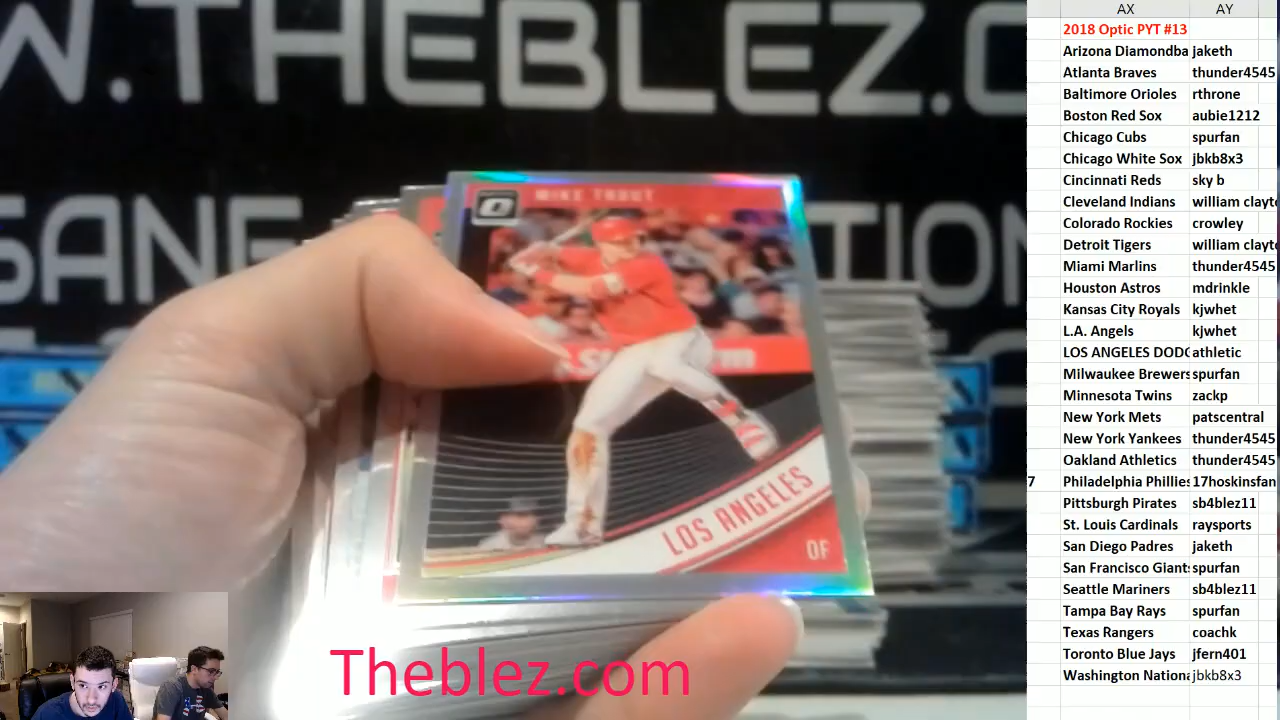 W.THEBLEZ.C
MIKE TROUT
LOS ANGELES
OF
Theblez.com
AX AY
2018 Optic PYT #13
Arizona Diamondba jaketh
Atlanta Braves thunder4545
Baltimore Orioles rthrone
Boston Red Sox aubie1212
Chicago Cubs spurfan
Chicago White Sox jbkb8x3
Cincinnati Reds sky b
Cleveland Indians william clayto
Colorado Rockies crowley
Detroit Tigers william clayto
Miami Marlins thunder4545
Houston Astros mdrinkle
Kansas City Royals kjwhet
L.A. Angels kjwhet
LOS ANGELES DODG athletic
Milwaukee Brewers spurfan
Minnesota Twins zackp
New York Mets patscentral
New York Yankees thunder4545
Oakland Athletics thunder4545
7 Philadelphia Phillies 17hoskinsfan
Pittsburgh Pirates sb4blez11
St. Louis Cardinals raysports
San Diego Padres jaketh
San Francisco Giants spurfan
Seattle Mariners sb4blez11
Tampa Bay Rays spurfan
Texas Rangers coachk
Toronto Blue Jays jfern401
Washington Nationa jbkb8x3